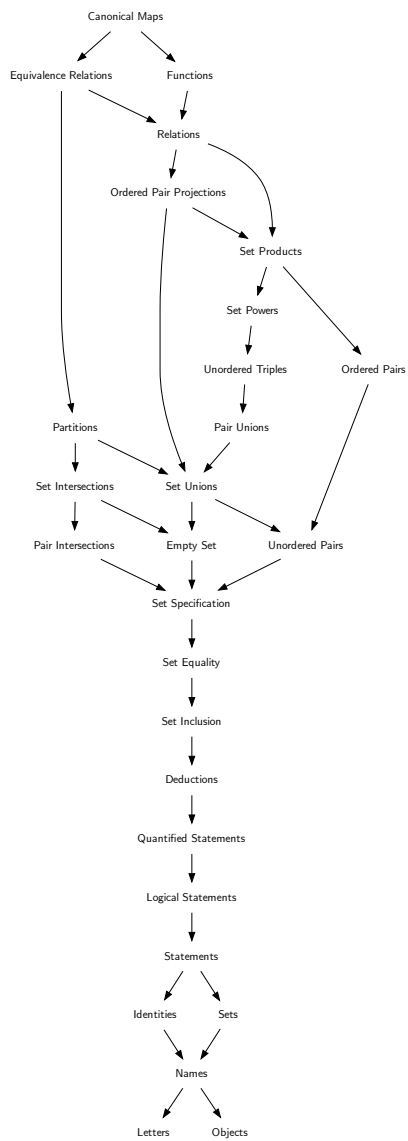 Canonical Maps
Equivalence Relations
Functions
Relations
Ordered Pair Projections
Set Products
Set Powers
Unordered Triples
Ordered Pairs
Partitions
Pair Unions
Set Intersections
Set Unions
Pair Intersections
Empty Set
Unordered Pairs
Set Specification
Set Equality
Set Inclusion
Deductions
Quantified Statements
Logical Statements
Statements
Identities
Sets
Names
Letters
Objects